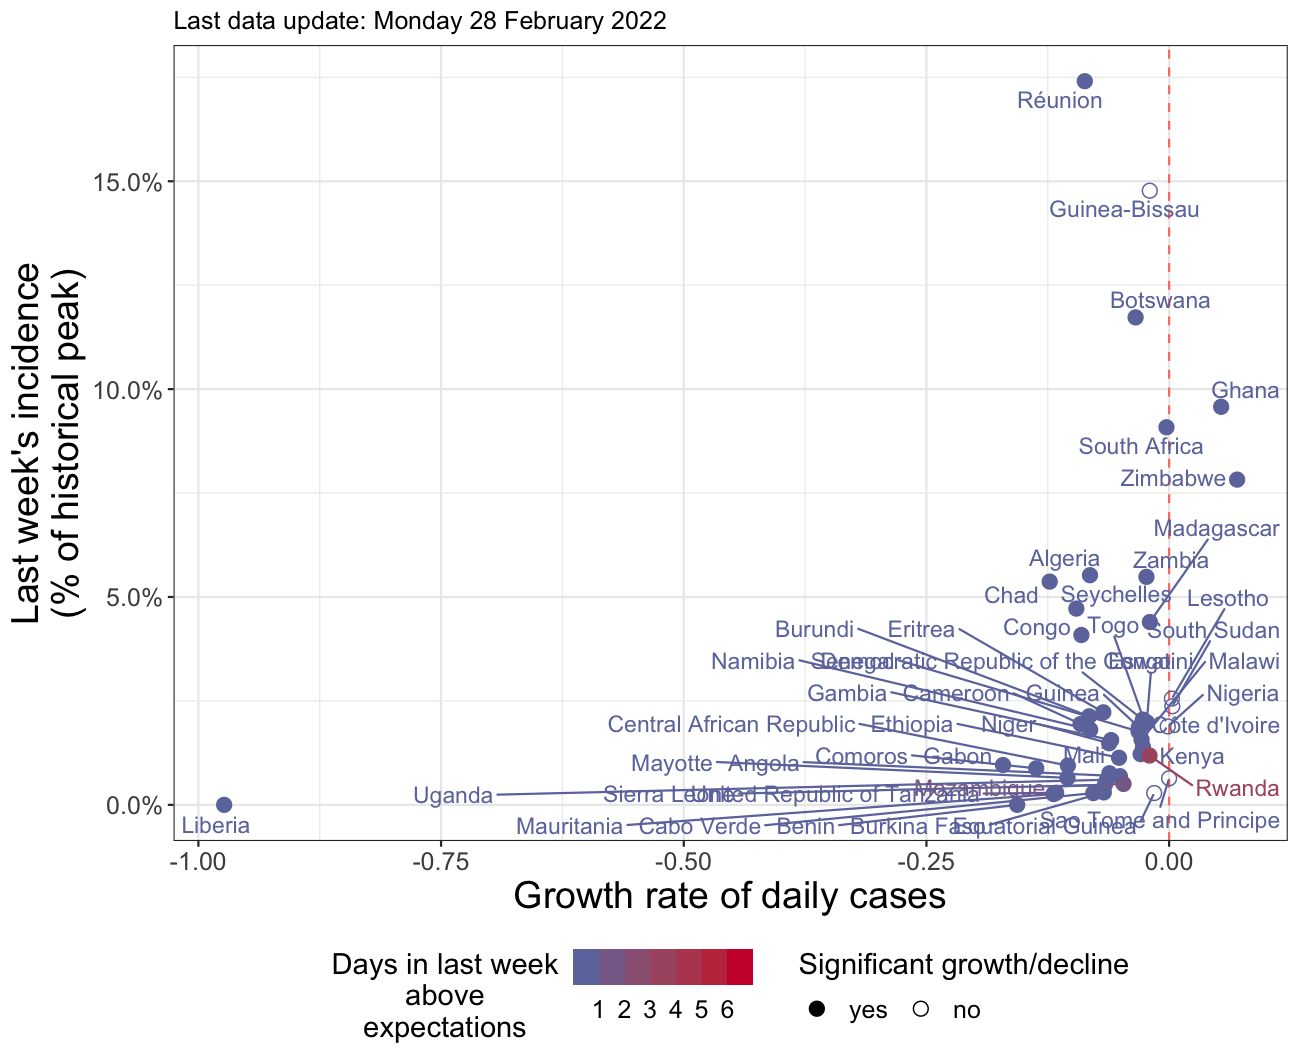 Last data update: Monday 28 February 2022
Last week's incidence
(% of historical peak)
15.0%
10.0%
5.0%
0.0%
Réunion
Guinea-Bissau
Botswana
Ghana
South Africa
Zimbabwe
Madagascar
Algeria
Zambia
Chad
Seychelles
Lesotho
Burundi
Eritrea
Congo
Togo
South Sudan
Namibia
Senegal
Democratic Republic of the Congo
Eswatini
Malawi
Gambia
Cameroon
Guinea
Nigeria
Central African Republic
Ethiopia
Niger
Côte d'Ivoire
Mayotte
Angola
Comoros
Gabon
Mali
Kenya
Uganda
Sierra Leone
United Republic of Tanzania
Mozambique
Rwanda
Liberia
Mauritania
Cabo Verde
Benin
Burkina Faso
Equatorial Guinea
Sao Tome and Principe
-1.00
-0.75
-0.50
-0.25
0.00
Growth rate of daily cases
Days in last week
above
expectations
1 2 3 4 5 6
Significant growth/decline
yes
no